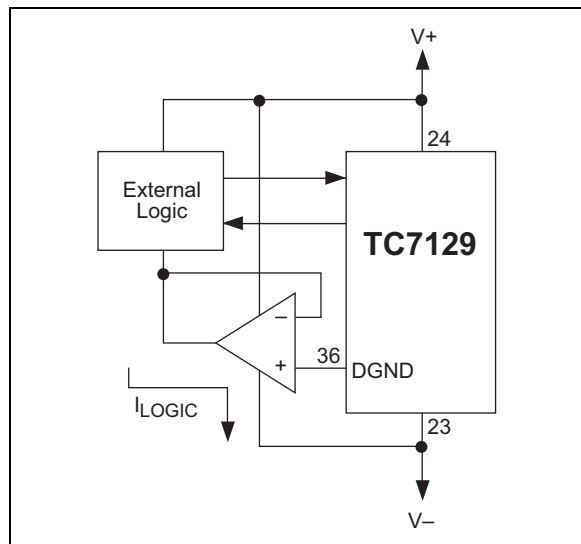 V+
24
External
Logic
TC7129
–
+
36
DGND
ILOGIC
23
V–